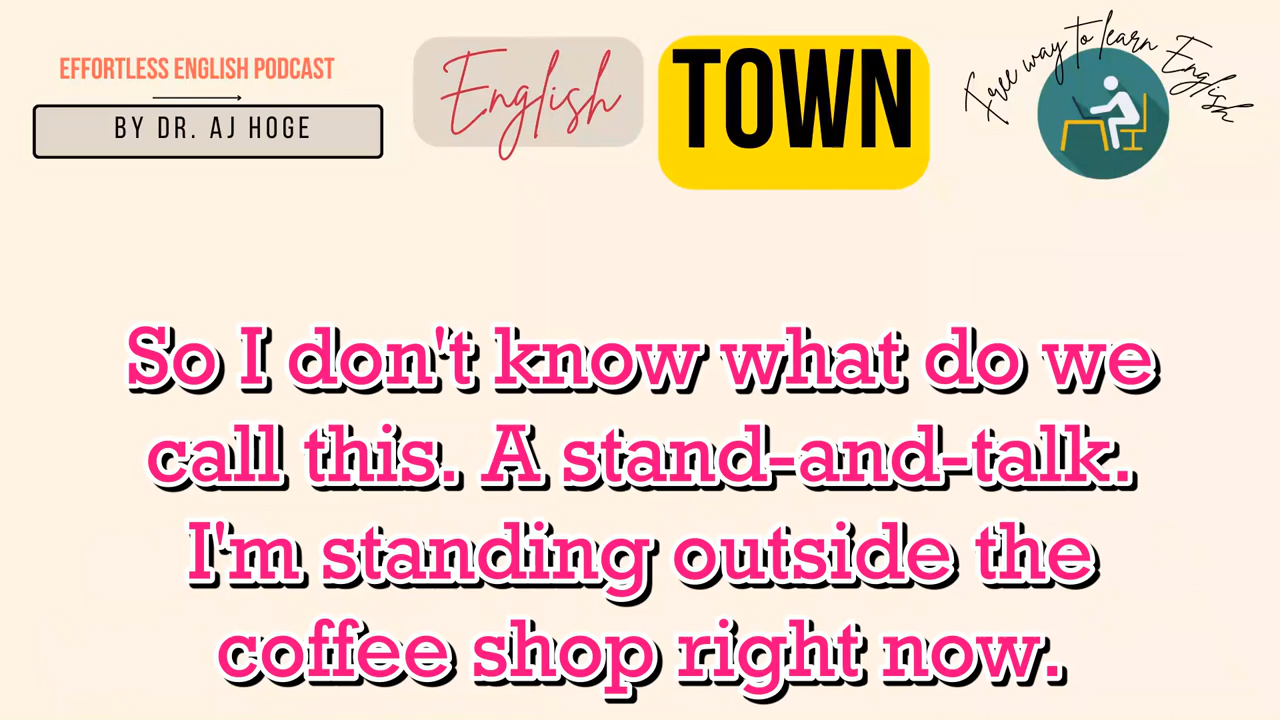 EFFORTLESS ENGLISH PODCAST
BY DR. AJ HOGE
English
TOWN
Free way to learn English
So I don't know what do we
call this. A stand-and-talk.
I'm standing outside the
coffee shop right now.